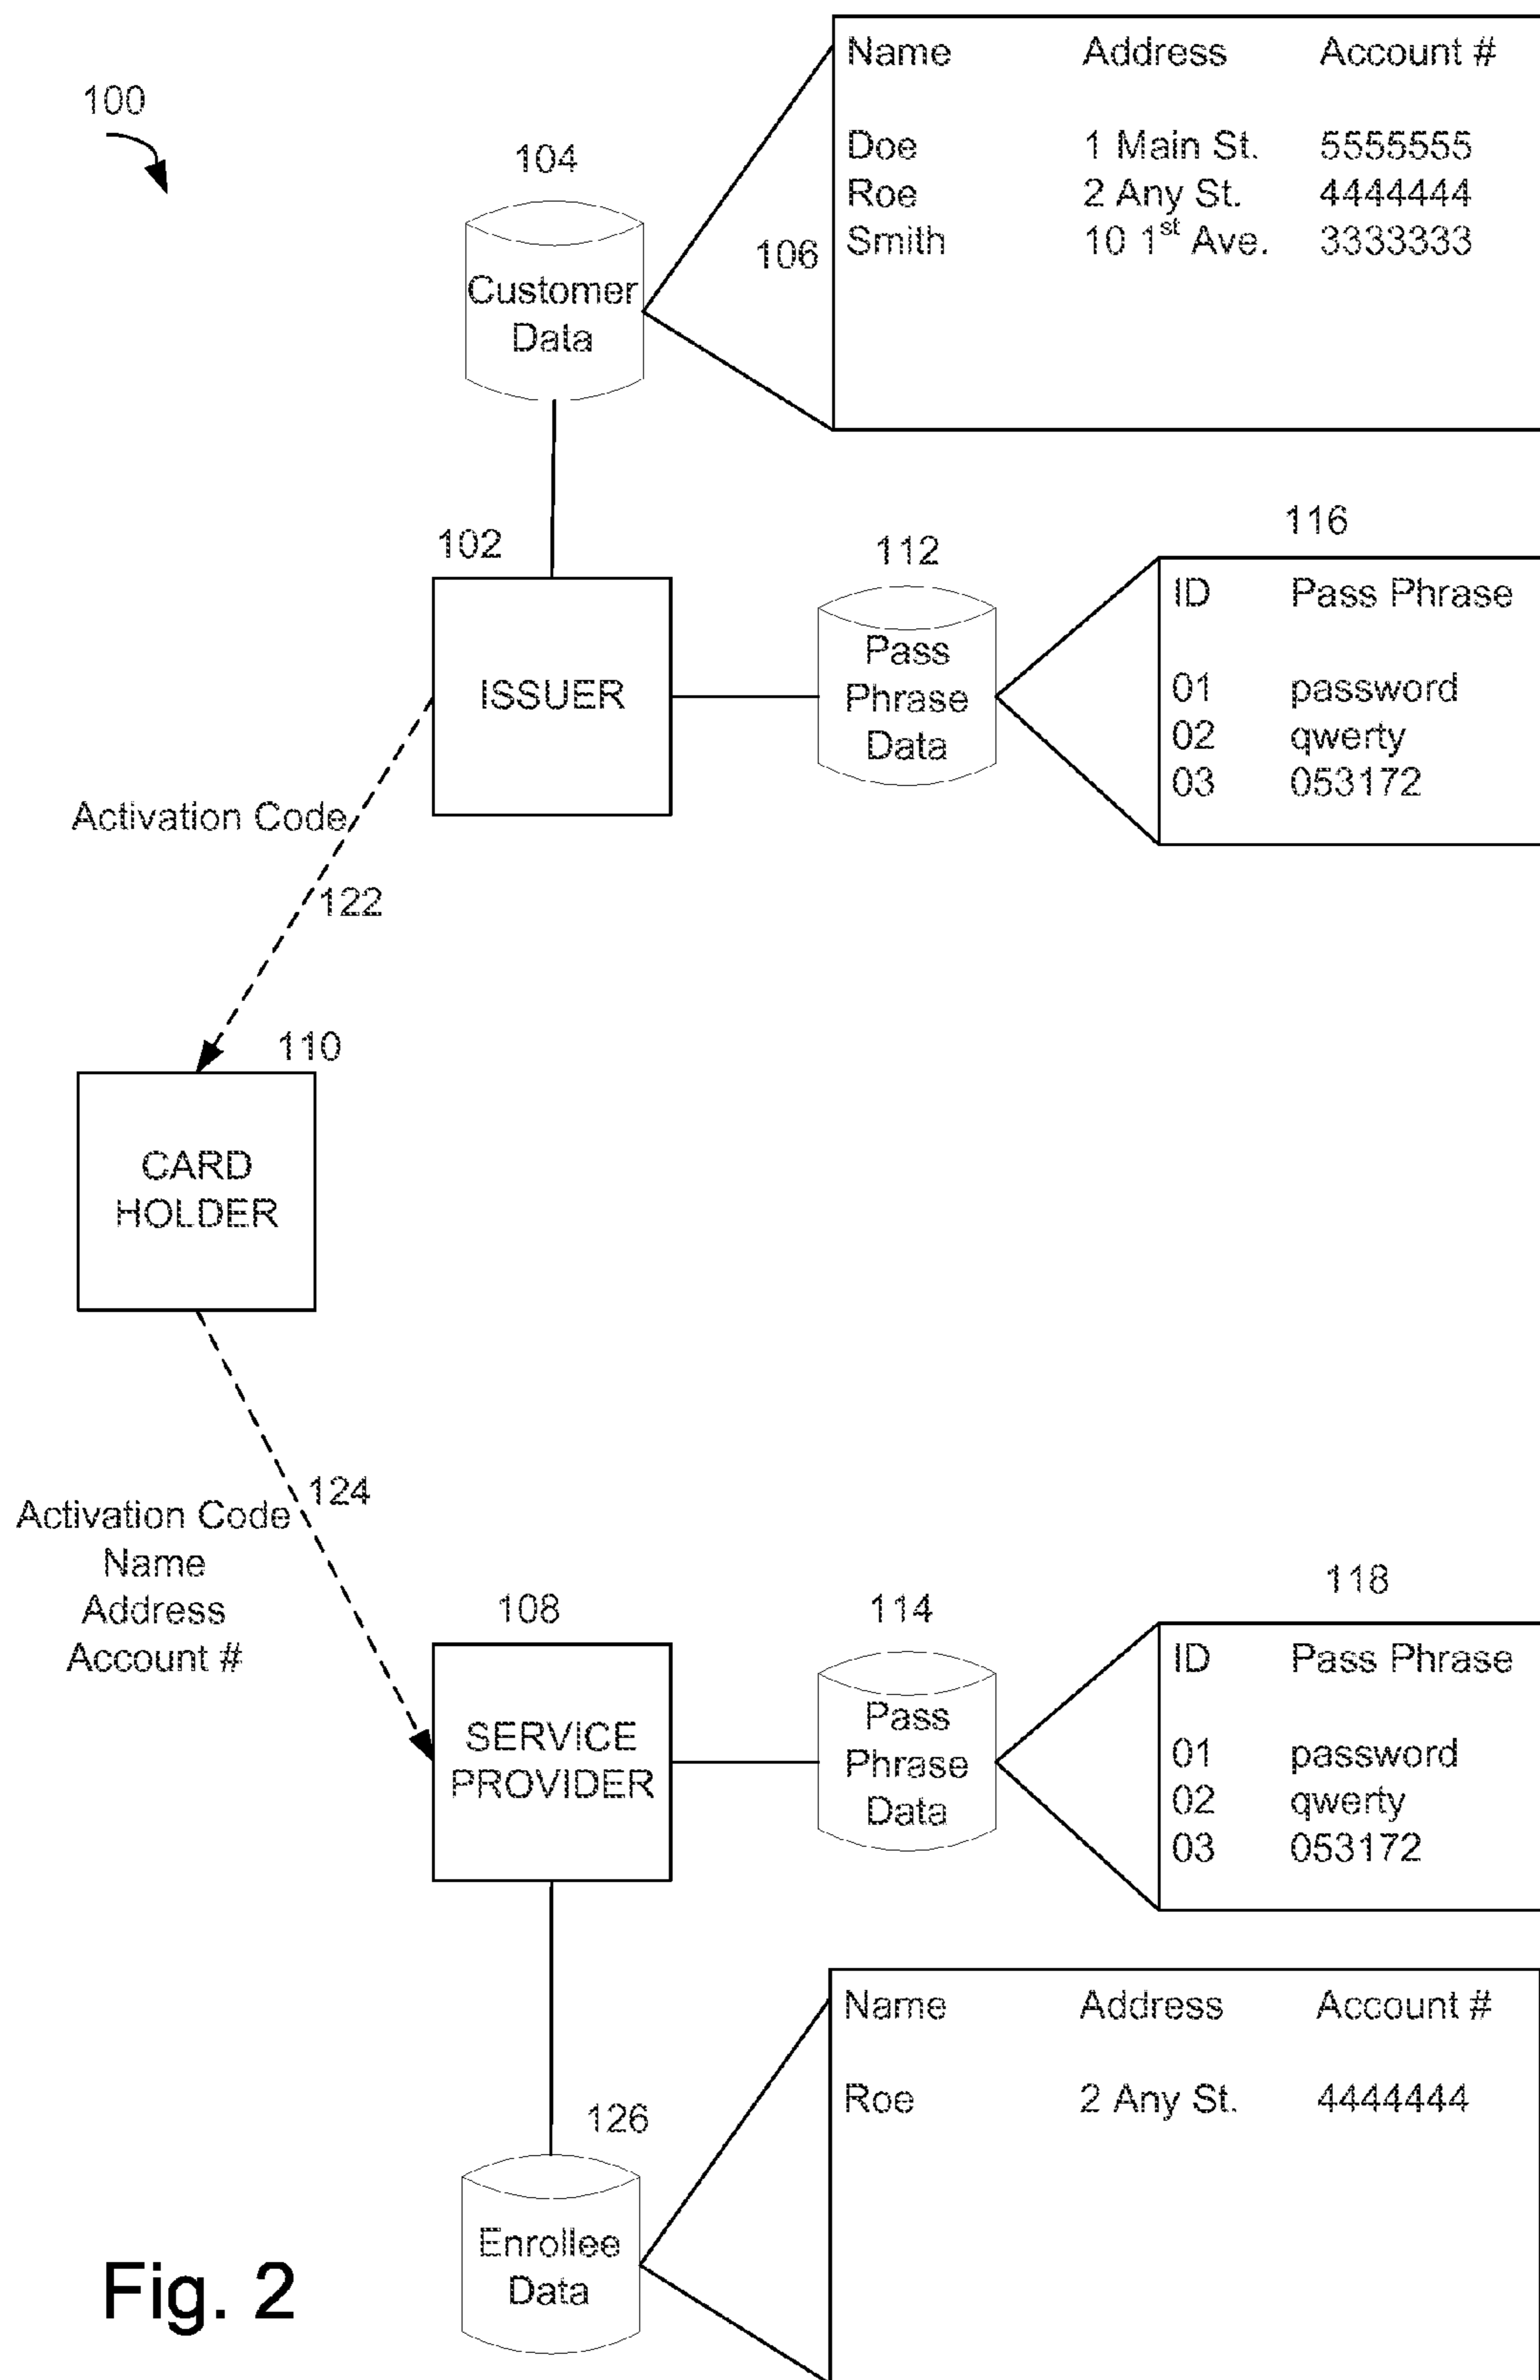 100
104
Name Address Account #
Doe 1 Main St. 5555555
Roe 2 Any St. 4444444
106
Smith 10 1st Ave. 3333333
Customer
Data
102
112
116
ISSUER
Pass
Phrase
Data
ID Pass Phrase
01 password
02 qwerty
03 053172
Activation Code
122
110
CARD
HOLDER
124
Activation Code
Name
Address
Account #
108
114
118
SERVICE
PROVIDER
Pass
Phrase
Data
ID Pass Phrase
01 password
02 qwerty
03 053172
126
Name Address Account #
Roe 2 Any St. 4444444
Enrollee
Data
Fig. 2